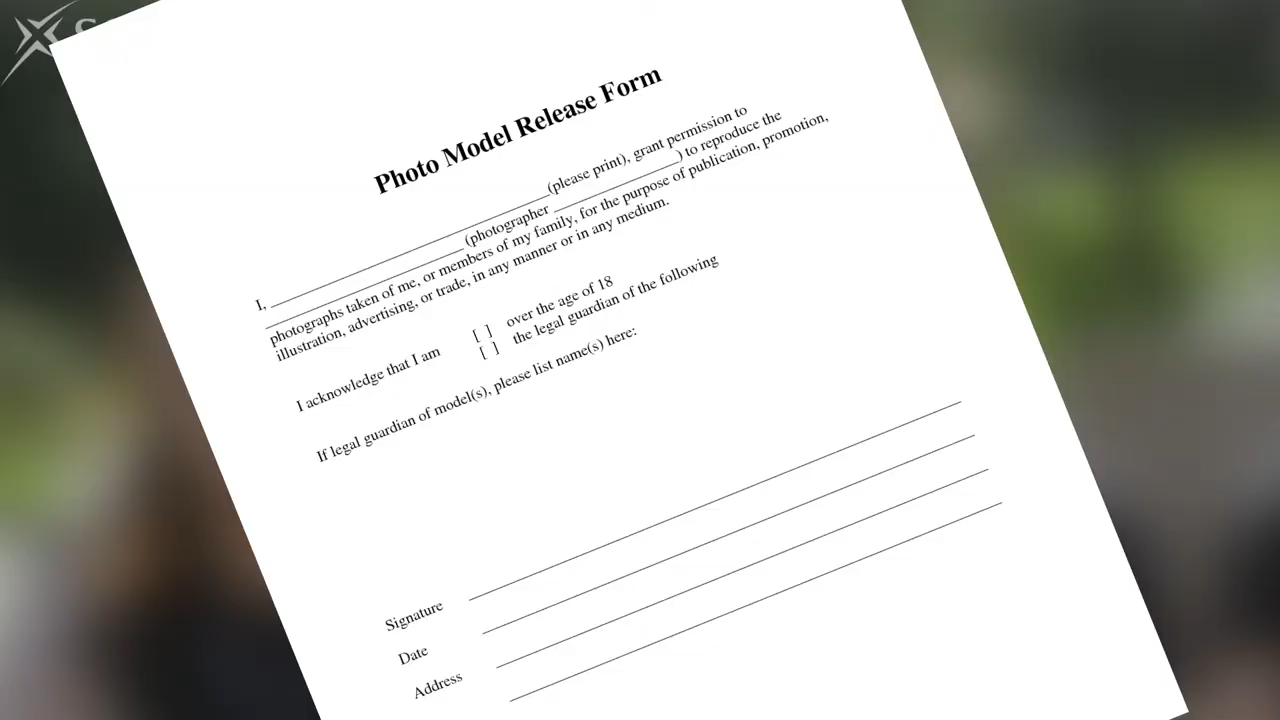 Photo Model Release Form
I, ______________________________ (please print), grant permission to
______________________ (photographer ______________) to reproduce the
photographs taken of me, or members of my family, for the purpose of publication, promotion,
illustration, advertising, or trade, in any manner or in any medium.
I acknowledge that I am [ ] over the age of 18
[ ] the legal guardian of the following
If legal guardian of model(s), please list name(s) here:
Signature
Date
Address